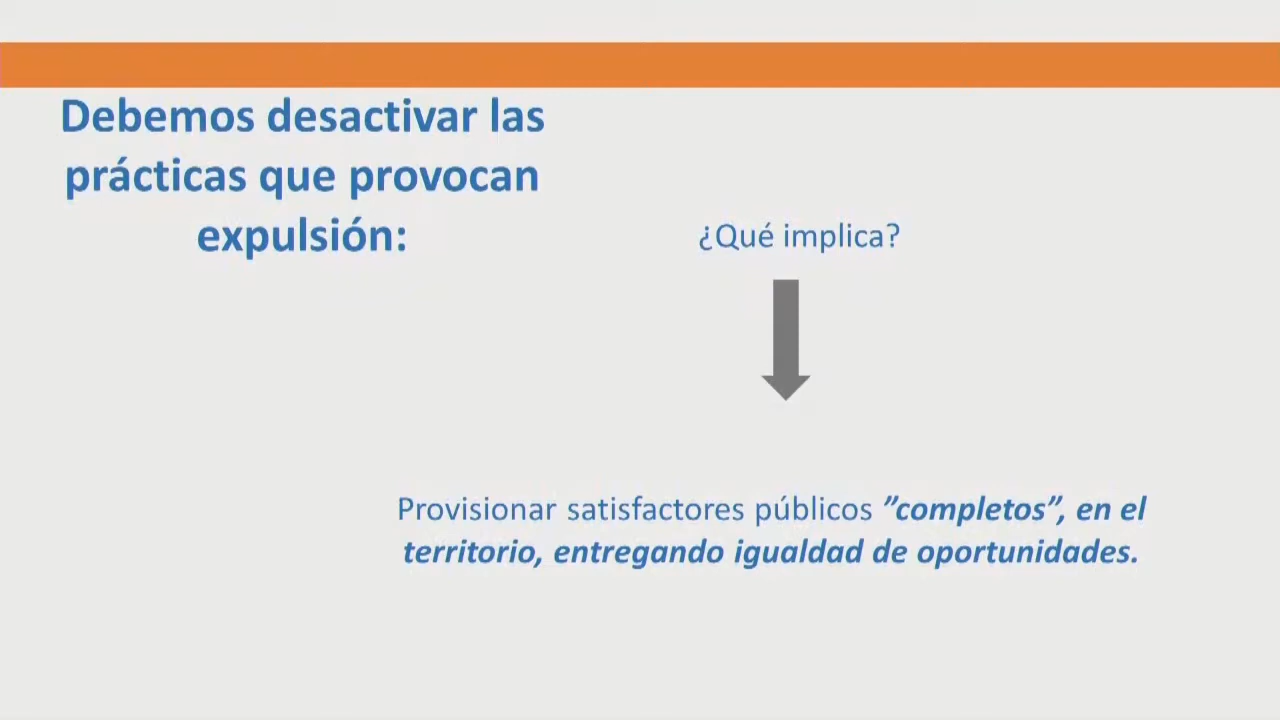 Debemos desactivar las
prácticas que provocan
expulsión:
¿Qué implica?
Provisionar satisfactores públicos ”completos”, en el
territorio, entregando igualdad de oportunidades.